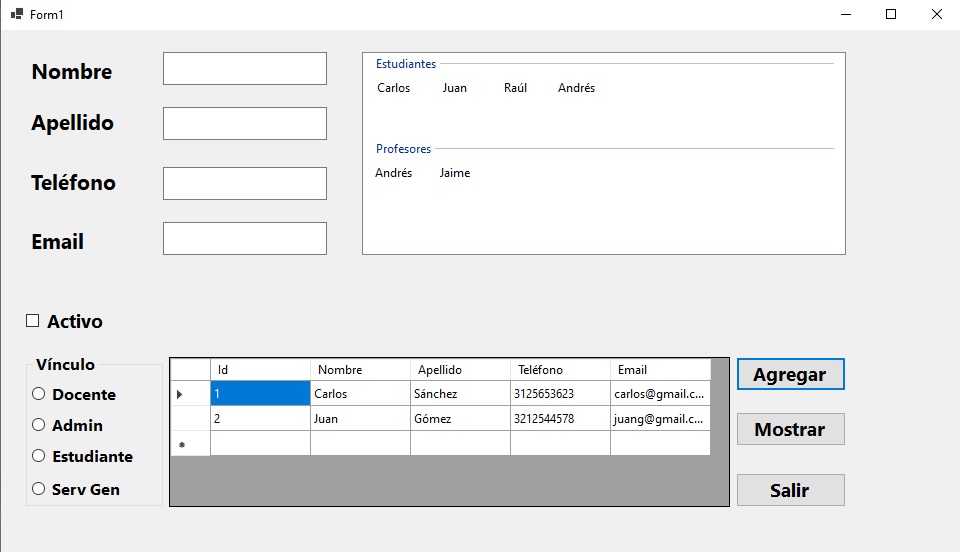 Form1
Nombre
Apellido
Teléfono
Email
Estudiantes
Carlos Juan Raúl Andrés
Profesores
Andrés Jaime
Activo
Vínculo
Docente
Admin
Estudiante
Serv Gen
Id Nombre Apellido Teléfono Email
1 Carlos Sánchez 3125653623 carlos@gmail.c...
2 Juan Gómez 3212544578 juang@gmail.c...
Agregar
Mostrar
Salir